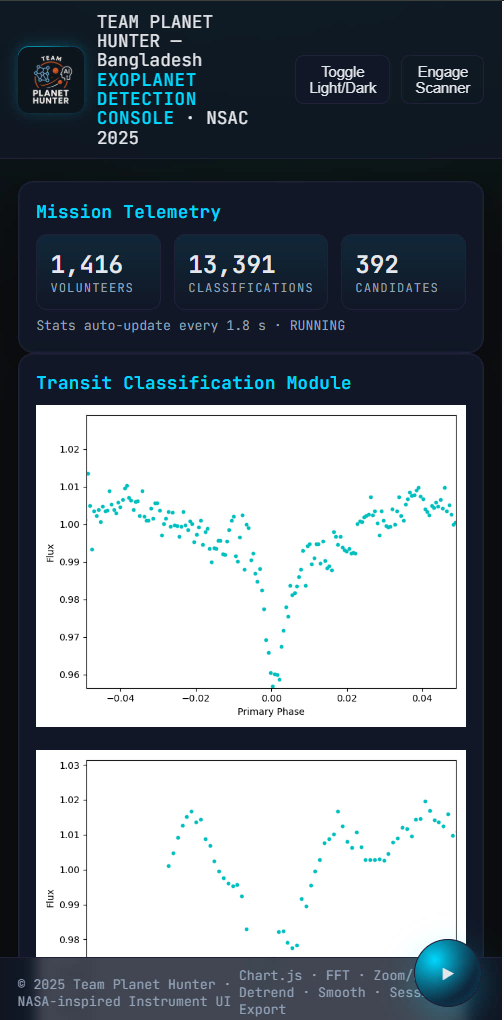 TEAM PLANET
HUNTER —
Bangladesh
EXOPLANET
DETECTION
CONSOLE · NSAC
2025
TEAM
AI
PLANET
HUNTER
Toggle
Light/Dark
Engage
Scanner
Mission Telemetry
1,416
VOLUNTEERS
13,391
CLASSIFICATIONS
392
CANDIDATES
Stats auto-update every 1.8 s · RUNNING
Transit Classification Module
1.02
1.01
1.00
0.99
0.98
0.97
0.96
Flux
−0.04
−0.02
0.00
0.02
0.04
Primary Phase
1.03
1.02
1.01
1.00
0.99
0.98
Flux
© 2025 Team Planet Hunter ·
NASA-inspired Instrument UI
Chart.js · FFT · Zoom/
Detrend · Smooth ·
Export